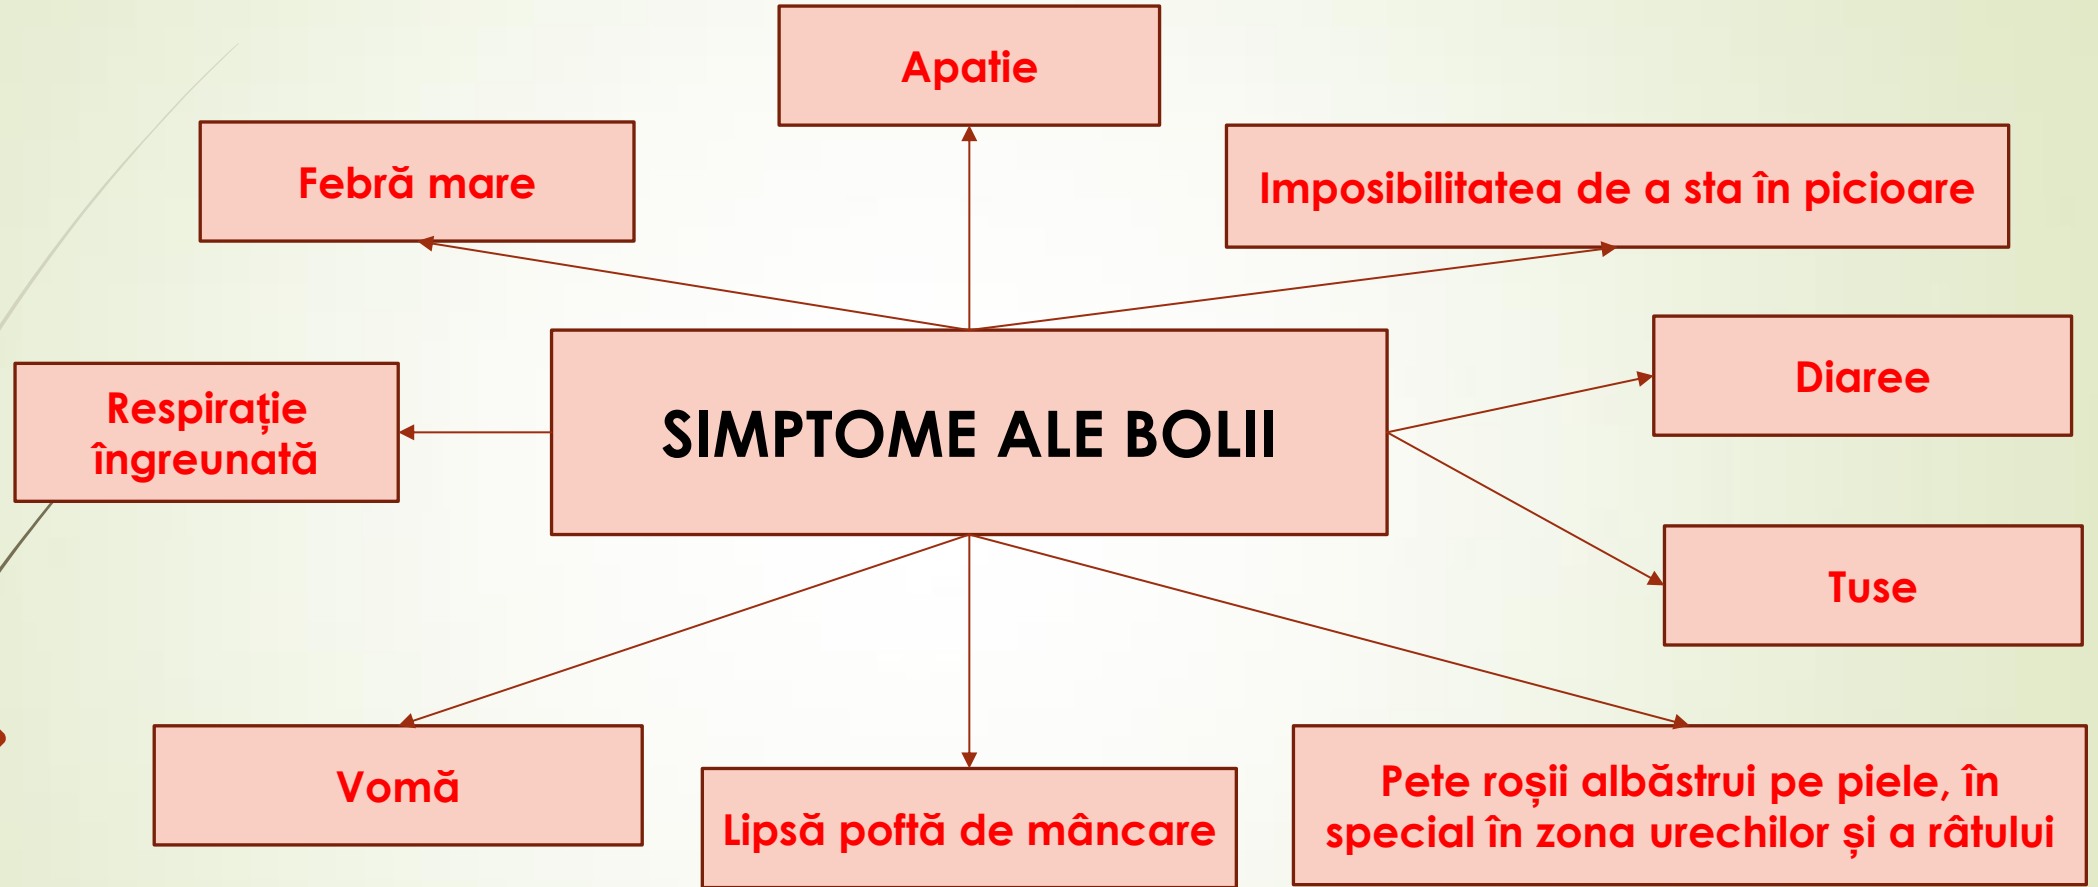 Apatie
Febră mare
Imposibilitatea de a sta în picioare
Respirație
îngreunată
SIMPTOME ALE BOLII
Diaree
Tuse
Vomă
Lipsă poftă de mâncare
Pete roșii albăstrui pe piele, în
special în zona urechilor și a râtului